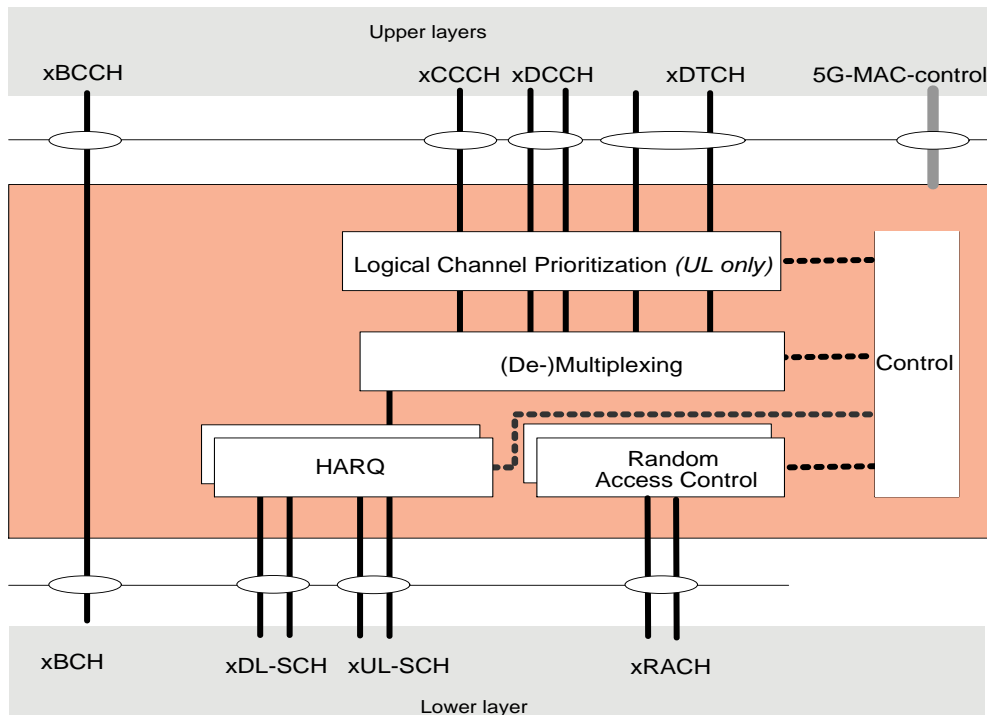 Upper layers
xBCCH
xCCCH
xDCCH
xDTCH
5G-MAC-control
Logical Channel Prioritization (UL only)
(De-)Multiplexing
Control
HARQ
Random
Access Control
xBCH
xDL-SCH
xUL-SCH
xRACH
Lower layer